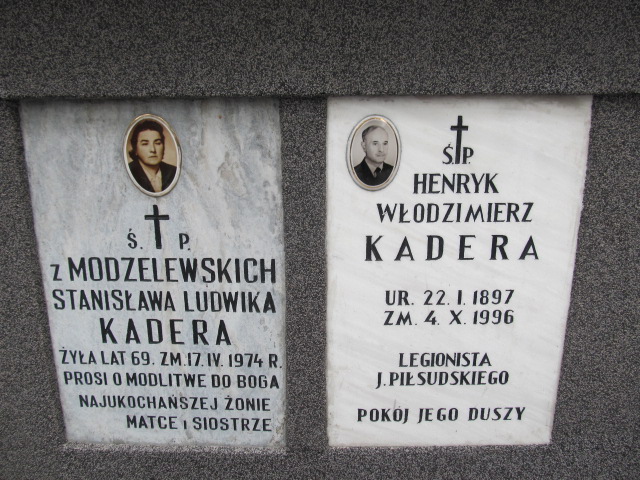 Ś. P.
z MODZELEWSKICH
STANISŁAWA LUDWIKA
KADERA
ŻYŁA LAT 69. ZM. 17. IV. 1974 R.
PROSI O MODLITWE DO BOGA
NAJUKOCHAŃSZEJ ŻONIE
MATCE i SIOSTRZE
Ś.P.
HENRYK
WŁODZIMIERZ
KADERA
UR. 22. I. 1897
ZM. 4. X. 1996
LEGIONISTA
J. PIŁSUDSKIEGO
POKÓJ JEGO DUSZY